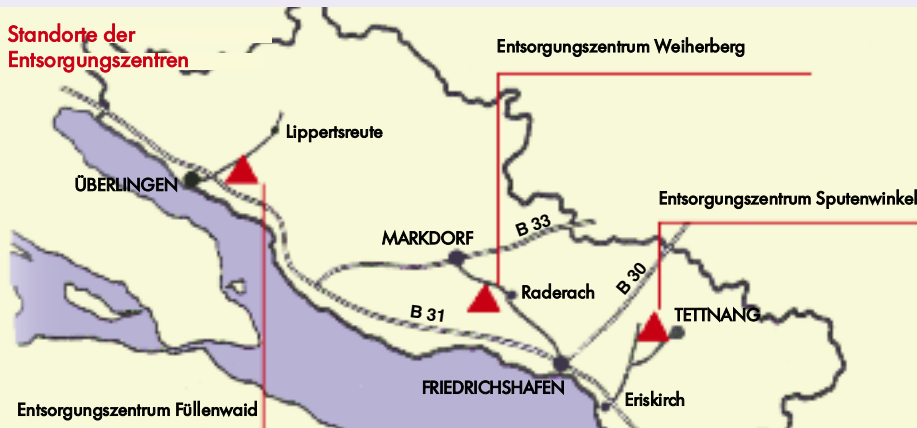 Standorte der
Entsorgungszentren
Entsorgungszentrum Weiherberg
Lippertsreute
ÜBERLINGEN
Entsorgungszentrum Sputenwinkel
B 33
MARKDORF
B 30
Raderach
B 31
TETTNANG
FRIEDRICHSHAFEN
Eriskirch
Entsorgungszentrum Füllenwaid